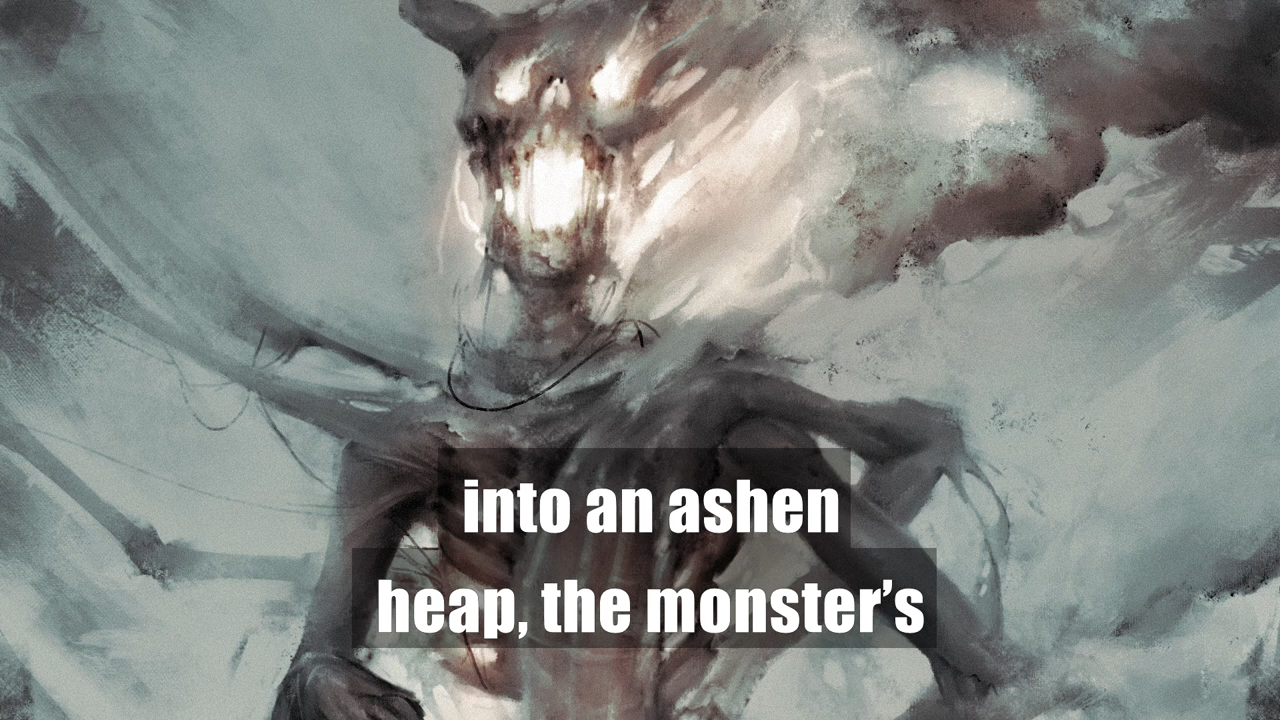 into an ashen
heap, the monster’s